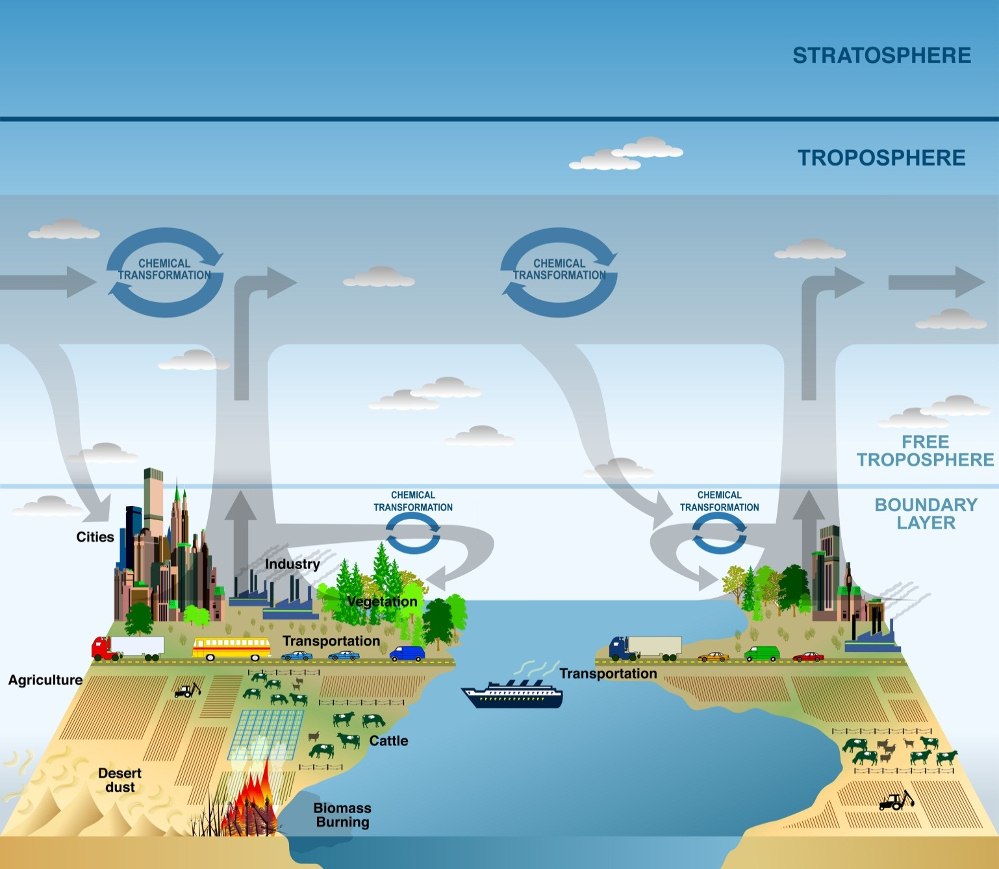 STRATOSPHERE
TROPOSPHERE
CHEMICAL
TRANSFORMATION
CHEMICAL
TRANSFORMATION
FREE
TROPOSPHERE
BOUNDARY
LAYER
CHEMICAL
TRANSFORMATION
CHEMICAL
TRANSFORMATION
Cities
Industry
Vegetation
Transportation
Transportation
Agriculture
Cattle
Desert
dust
Biomass
Burning